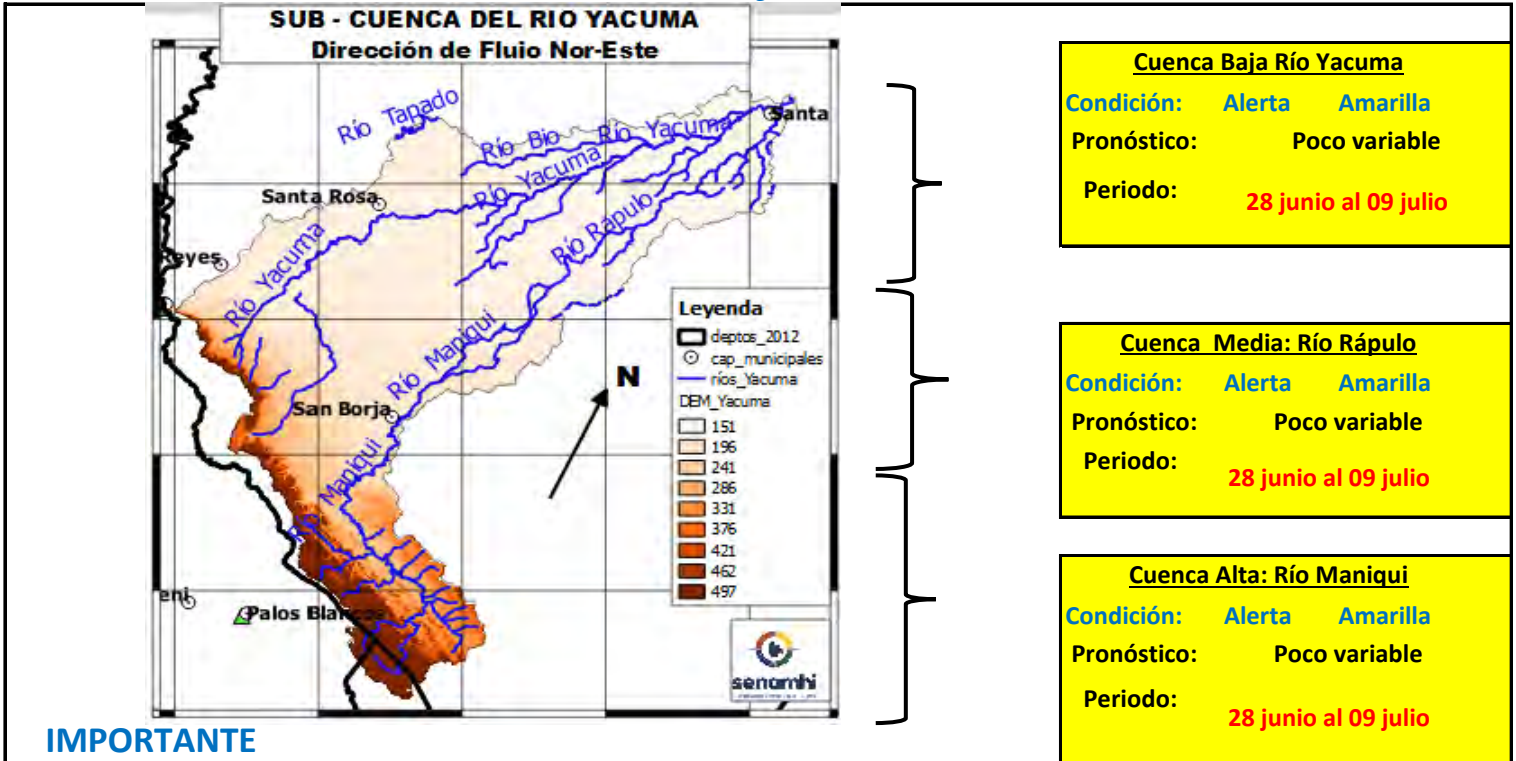 SUB - CUENCA DEL RIO YACUMA
Dirección de Flujo Nor-Este
Río Tapado
Río Bio
Río Yacuma
Santa
Río Yacuma
Santa Rosa
Río Rápulo
Reyes
Río Yacuma
Río Maniqui
San Borja
Río Maniqui
eni
Palos Blancos
N
Leyenda
deptos_2012
cap_municipales
ríos_Yacuma
DEM_Yacuma
151
196
241
286
331
376
421
462
497
senamhi
Cuenca Baja Río Yacuma
Condición: Alerta Amarilla
Pronóstico: Poco variable
Periodo: 28 junio al 09 julio
Cuenca Media: Río Rápulo
Condición: Alerta Amarilla
Pronóstico: Poco variable
Periodo: 28 junio al 09 julio
Cuenca Alta: Río Maniqui
Condición: Alerta Amarilla
Pronóstico: Poco variable
Periodo: 28 junio al 09 julio
IMPORTANTE